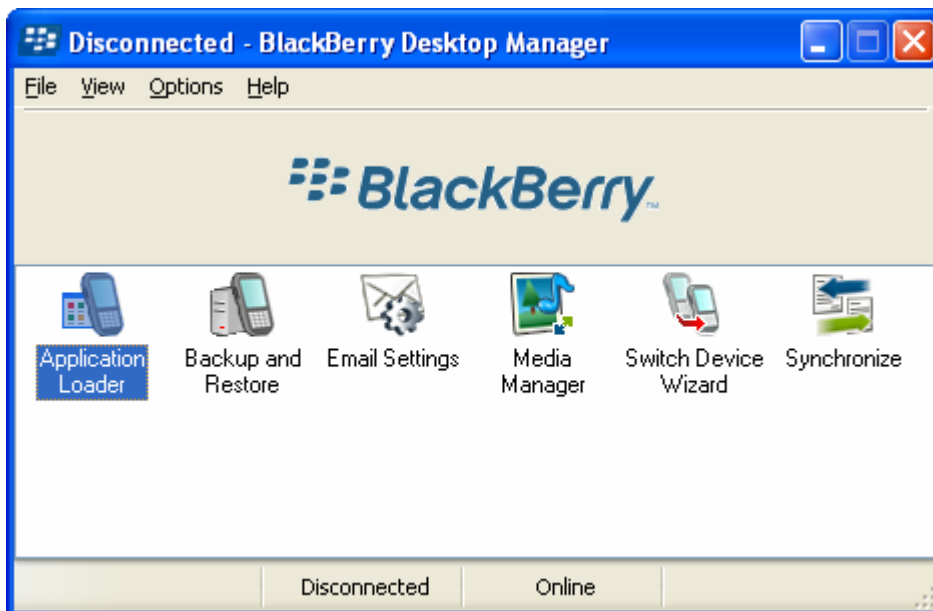 Disconnected - BlackBerry Desktop Manager
File View Options Help
BlackBerry™
Application Loader
Backup and Restore
Email Settings
Media Manager
Switch Device Wizard
Synchronize
Disconnected Online